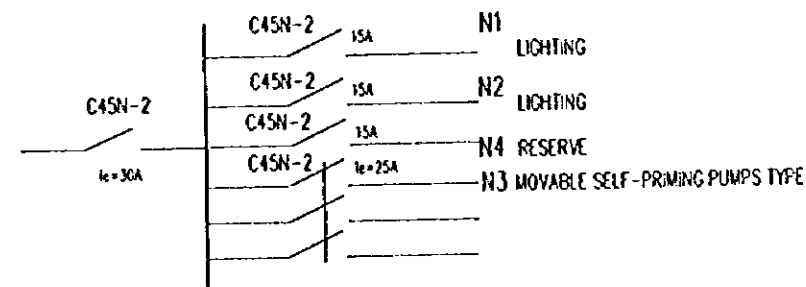 C45N-2 15A N1
LIGHTING
C45N-2 15A N2
LIGHTING
C45N-2
C45N-2 15A N4 RESERVE
Ie=30A
C45N-2 Ie=25A N3 MOVABLE SELF-PRIMING PUMPS TYPE